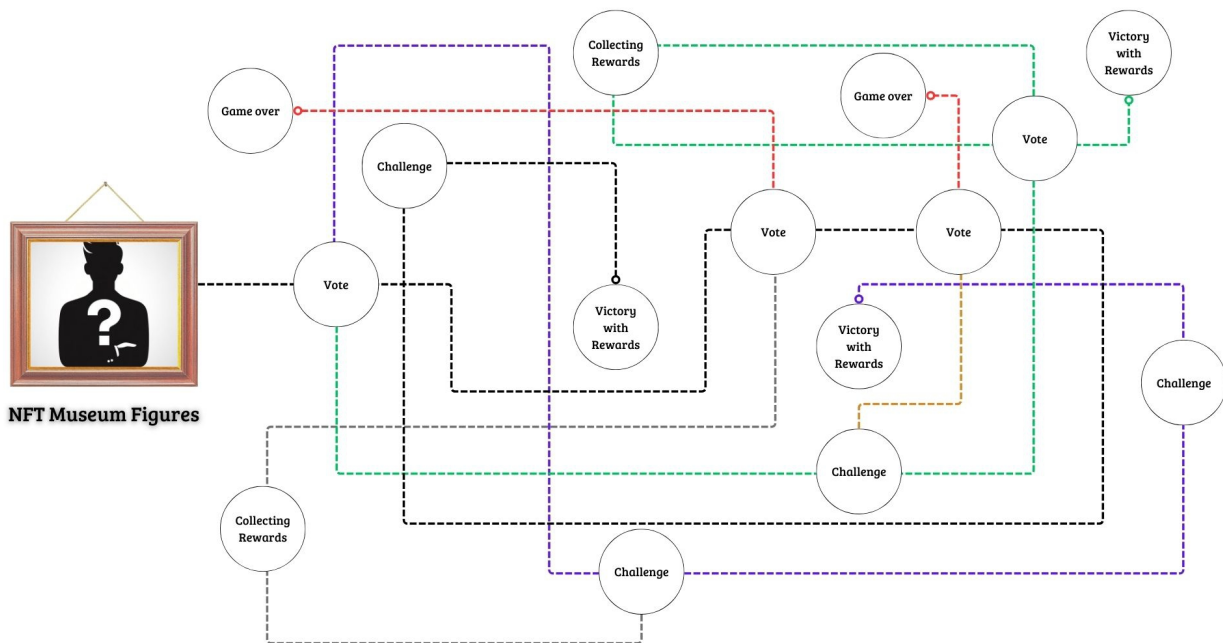 Collecting
Rewards
Victory
with
Rewards
Game over
Game over
Vote
Challenge
Vote
Vote
Vote
?
Victory
with
Rewards
Victory
with
Rewards
Challenge
NFT Museum Figures
Challenge
Collecting
Rewards
Challenge